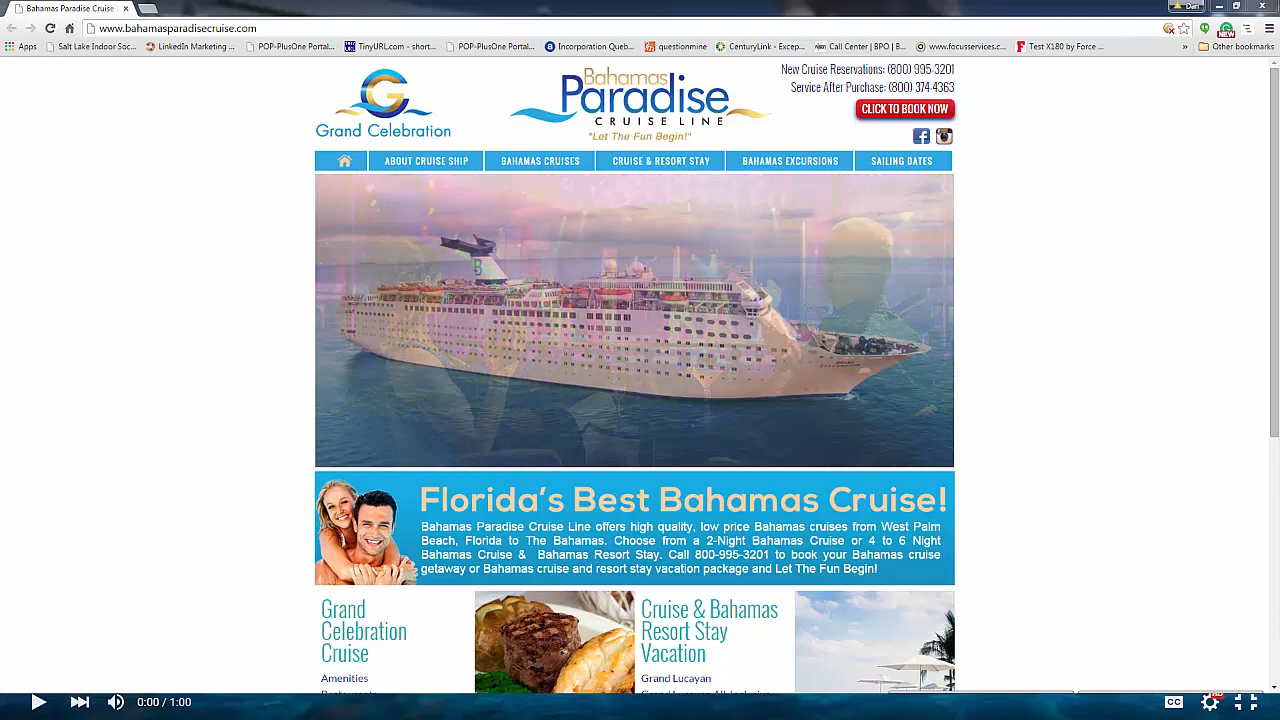 Bahamas Paradise Cruise
Dan
www.bahamasparadisecruise.com
Apps
Salt Lake Indoor Soc...
LinkedIn Marketing ...
POP-PlusOne Portal...
TinyURL.com - short...
POP-PlusOne Portal...
Incorporation Queb...
questionmine
CenturyLink - Excep...
Call Center | BPO | B...
www.focusservices.c...
Test X180 by Force ...
»
Other bookmarks
NEW
G
Grand Celebration
Bahamas
Paradise
CRUISE LINE
"Let The Fun Begin!"
New Cruise Reservations: (800) 995-3201
Service After Purchase: (800) 374-4363
CLICK TO BOOK NOW
ABOUT CRUISE SHIP
BAHAMAS CRUISES
CRUISE & RESORT STAY
BAHAMAS EXCURSIONS
SAILING DATES
Florida's Best Bahamas Cruise!
Bahamas Paradise Cruise Line offers high quality, low price Bahamas cruises from West Palm
Beach, Florida to The Bahamas. Choose from a 2-Night Bahamas Cruise or 4 to 6 Night
Bahamas Cruise & Bahamas Resort Stay. Call 800-995-3201 to book your Bahamas cruise
getaway or Bahamas cruise and resort stay vacation package and Let The Fun Begin!
Grand
Celebration
Cruise
Amenities
Cruise & Bahamas
Resort Stay
Vacation
Grand Lucayan
0:00 / 1:00
CC
HD